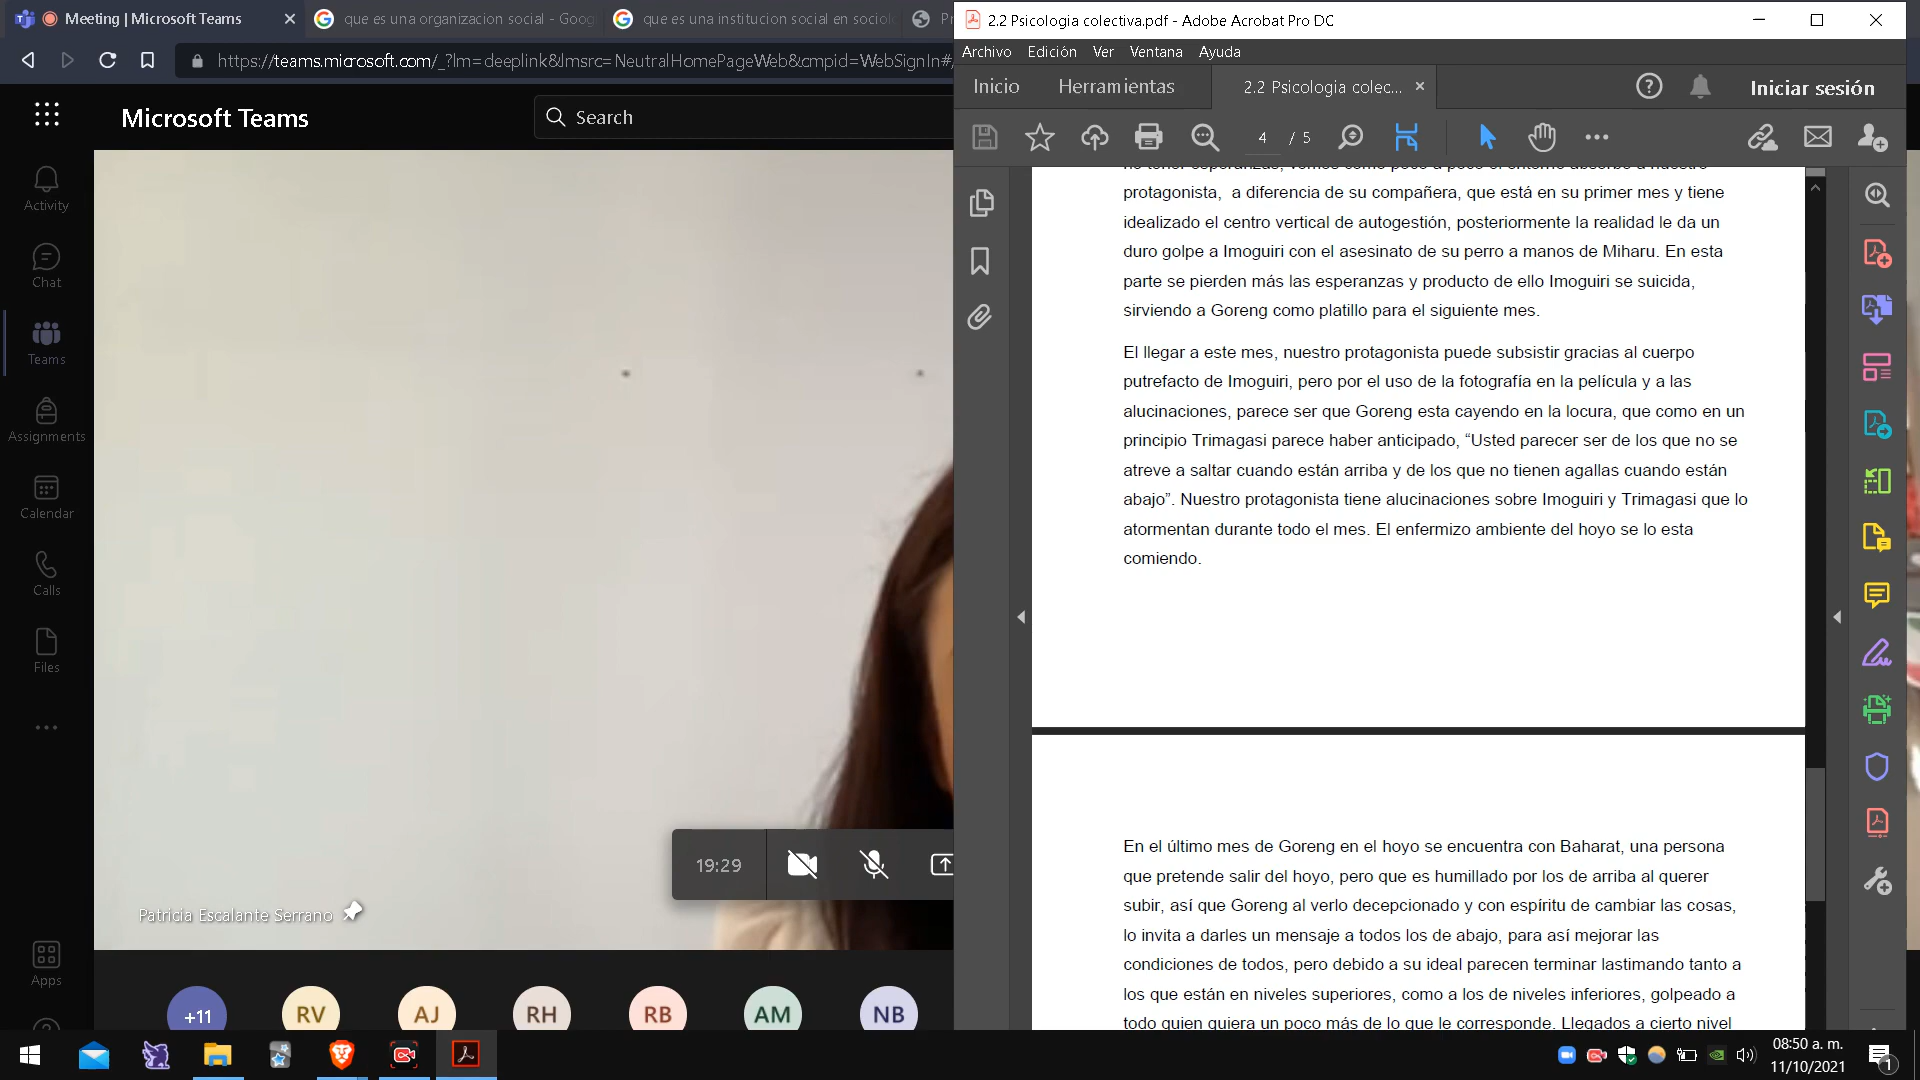 Meeting | Microsoft Teams
que es una organizacion social - Goog
que es una institucion social en sociolo
Pr
https://teams.microsoft.com/_?lm=deeplink&lmsrc=NeutralHomePageWeb&cmpid=WebSignIn#/
Microsoft Teams
Search
Activity
Chat
Teams
Assignments
Calendar
Calls
Files
Apps
19:29
Patricia Escalante Serrano
+11
RV
AJ
RH
RB
AM
NB
2.2 Psicologia colectiva.pdf - Adobe Acrobat Pro DC
Archivo Edición Ver Ventana Ayuda
Inicio
Herramientas
2.2 Psicologia colec...
Iniciar sesión
4 / 5
protagonista, a diferencia de su compañera, que está en su primer mes y tiene
idealizado el centro vertical de autogestión, posteriormente la realidad le da un
duro golpe a Imoguiri con el asesinato de su perro a manos de Miharu. En esta
parte se pierden más las esperanzas y producto de ello Imoguiri se suicida,
sirviendo a Goreng como platillo para el siguiente mes.
El llegar a este mes, nuestro protagonista puede subsistir gracias al cuerpo
putrefacto de Imoguiri, pero por el uso de la fotografía en la película y a las
alucinaciones, parece ser que Goreng esta cayendo en la locura, que como en un
principio Trimagasi parece haber anticipado, “Usted parecer ser de los que no se
atreve a saltar cuando están arriba y de los que no tienen agallas cuando están
abajo”. Nuestro protagonista tiene alucinaciones sobre Imoguiri y Trimagasi que lo
atormentan durante todo el mes. El enfermizo ambiente del hoyo se lo esta
comiendo.
En el último mes de Goreng en el hoyo se encuentra con Baharat, una persona
que pretende salir del hoyo, pero que es humillado por los de arriba al querer
subir, así que Goreng al verlo decepcionado y con espíritu de cambiar las cosas,
lo invita a darles un mensaje a todos los de abajo, para así mejorar las
condiciones de todos, pero debido a su ideal parecen terminar lastimando tanto a
los que están en niveles superiores, como a los de niveles inferiores, golpeado a
todo quien quiera un poco más de lo que le corresponde. Llegados a cierto nivel
08:50 a. m.
11/10/2021
1